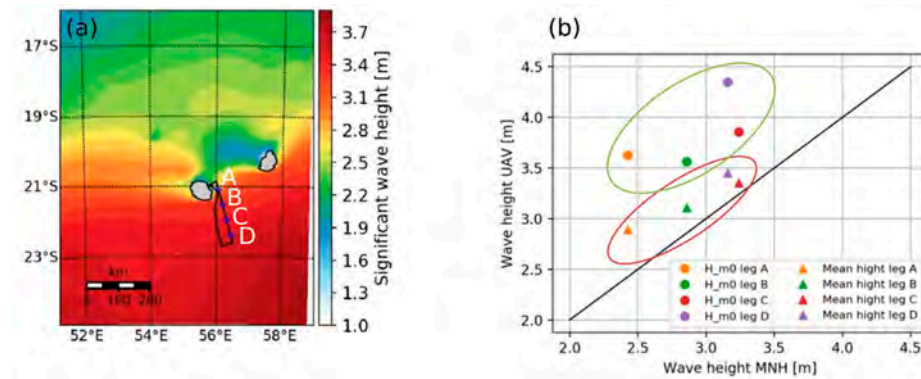 (a)
17°S
19°S
21°S
23°S
52°E 54°E 56°E 58°E
A
B
C
D
km
0 100 200
3.7
3.4
3.1
2.8
2.5
2.2
1.9
1.6
1.3
1.0
Significant wave height [m]
(b)
4.5
4.0
3.5
3.0
2.5
2.0
Wave height UAV [m]
H_m0 leg A
H_m0 leg B
H_m0 leg C
H_m0 leg D
Mean hight leg A
Mean hight leg B
Mean hight leg C
Mean hight leg D
2.0 2.5 3.0 3.5 4.0 4.5
Wave height MNH [m]